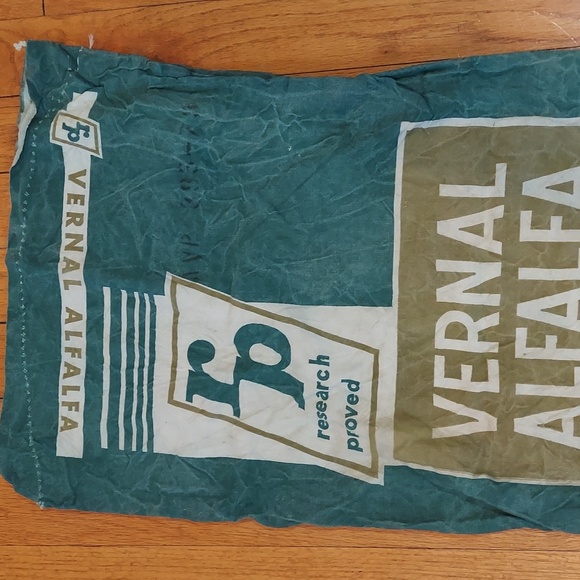 rp
VERNAL ALFALFA
rp
research
proved
VERNAL
ALFALFA